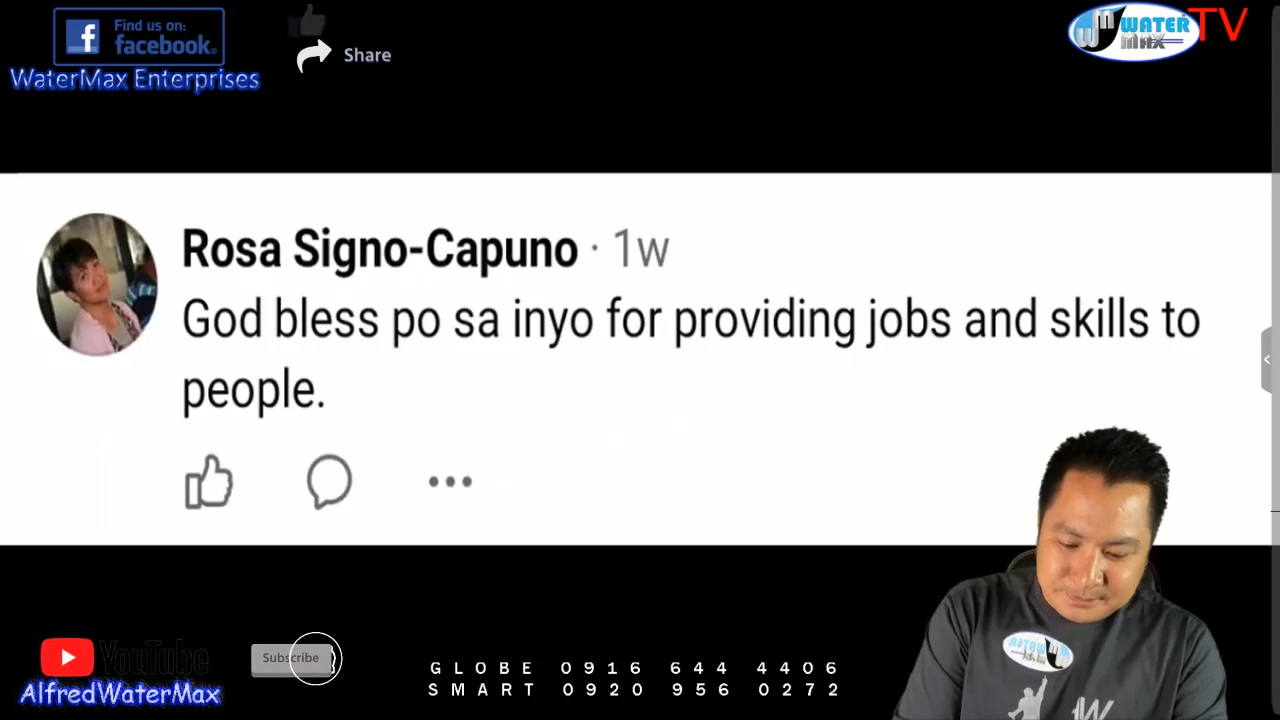 Find us on:
facebook®
WaterMax Enterprises
Share
WATER
MAX
TV
Rosa Signo-Capuno · 1w
God bless po sa inyo for providing jobs and skills to
people.
YouTube
Subscribe
AlfredWaterMax
GLOBE 0916 644 4406
SMART 0920 956 0272